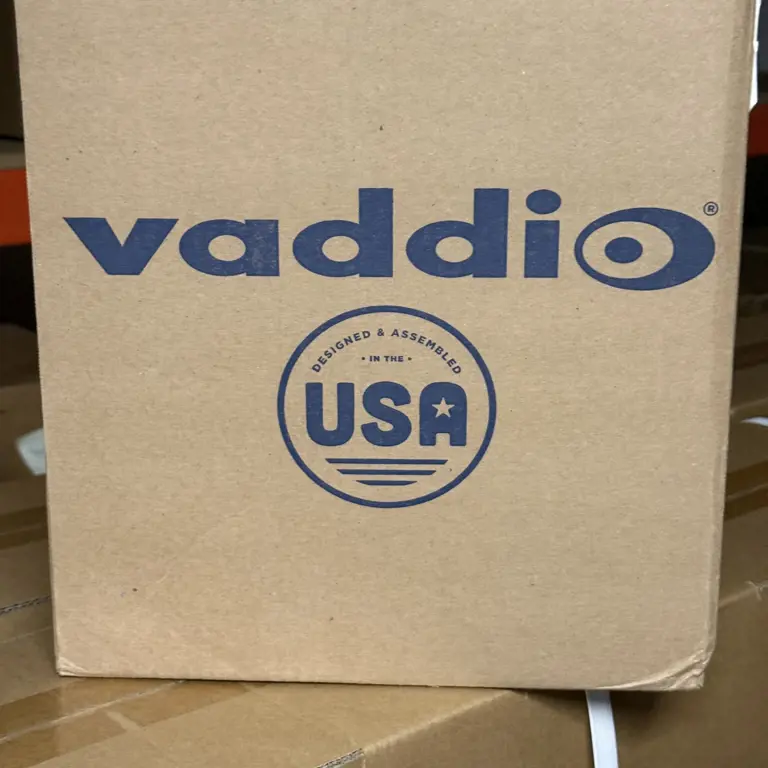 vaddio®
DESIGNED & ASSEMBLED
• IN THE •
USA